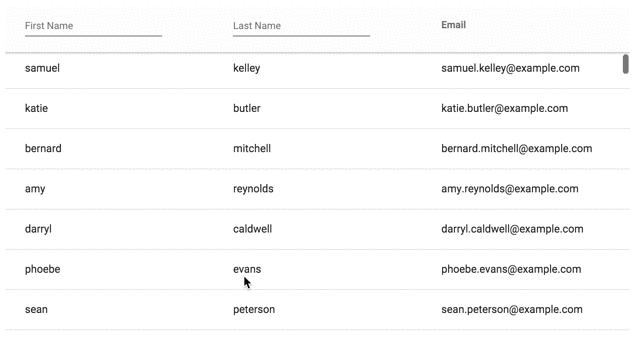 First Name Last Name Email
samuel kelley samuel.kelley@example.com
katie butler katie.butler@example.com
bernard mitchell bernard.mitchell@example.com
amy reynolds amy.reynolds@example.com
darryl caldwell darryl.caldwell@example.com
phoebe evans phoebe.evans@example.com
sean peterson sean.peterson@example.com